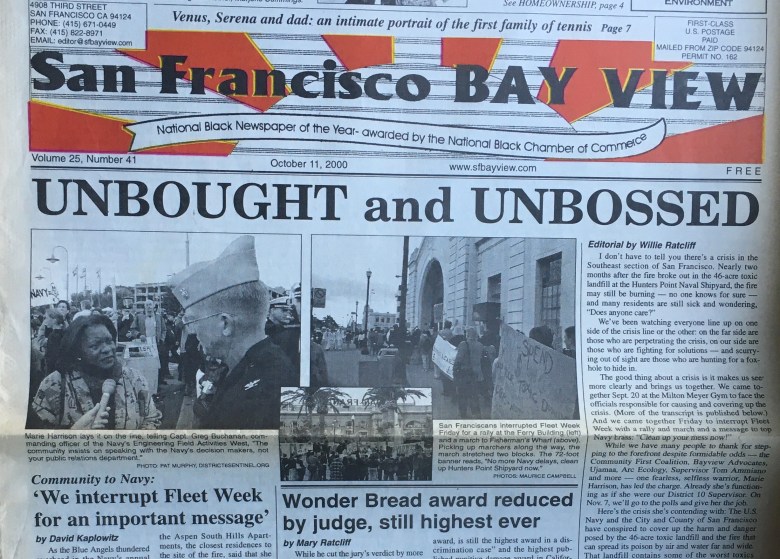 4908 THIRD STREET
SAN FRANCISCO CA 94124
PHONE: (415) 671-0449
FAX: (415) 822-8971
EMAIL: editor@sfbayview.com
See HOMEOWNERSHIP, page 4
ENVIRONMENT
Venus, Serena and dad: an intimate portrait of the first family of tennis Page 7
FIRST-CLASS
U.S. POSTAGE
PAID
MAILED FROM ZIP CODE 94124
PERMIT NO. 162
San Francisco BAY VIEW
National Black Newspaper of the Year- awarded by the National Black Chamber of Commerce
Volume 25, Number 41
October 11, 2000
www.sfbayview.com
FREE
UNBOUGHT and UNBOSSED
NAVY
Marie Harrison lays it on the line, telling Capt. Greg Buchanan, com-
manding officer of the Navy's Engineering Field Activities West, "The
community insists on speaking with the Navy's decision makers, not
your public relations department."
PHOTO: PAT MURPHY, DISTRICT5CENTINEL.ORG
San Franciscans interrupted Fleet Week
Friday for a rally at the Ferry Building (left)
and a march to Fisherman's Wharf (above).
Picking up marchers along the way, the
march stretched two blocks. The 72-foot
banner reads, "No more Navy delays, clean
up Hunters Point Shipyard now."
PHOTOS: MAURICE CAMPBELL
Editorial by Willie Ratcliff
I don't have to tell you there's a crisis in the
Southeast section of San Francisco. Nearly two
months after the fire broke out in the 46-acre toxic
landfill at the Hunters Point Naval Shipyard, the fire
may still be burning — no one knows for sure —
and many residents are still sick and wondering,
"Does anyone care?"
We've been watching everyone line up on one
side of the crisis line or the other: on the far side are
those who are perpetrating the crisis, on our side are
those who are fighting for solutions — and scurry-
ing out of sight are those who are hunting for a fox-
hole to hide in.
The good thing about a crisis is it makes us see
more clearly and brings us together. We came to-
gether Sept. 20 at the Milton Meyer Gym to face the
officials responsible for causing and covering up the
crisis. (More of the transcript is published below.)
And we came together Friday to interrupt Fleet
Week with a rally and march and a message to top
Navy brass: "Clean up your mess now!"
While we have many people to thank for step-
ping to the forefront despite formidable odds — the
Community First Coalition, Bayview Advocates,
Ujamaa, Arc Ecology, Supervisor Tom Ammiano
and more — one fearless, selfless warrior, Marie
Harrison, has led the charge. Already she's function-
ing as if she were our District 10 Supervisor. On
Nov. 7, we'll go to the polls and give her the job.
Here's the crisis she's contending with: The U.S.
Navy and the City and County of San Francisco
have conspired to cover up the harm and danger
posed by the 46-acre toxic landfill and the fire that
can spread its poison by air and water far and wide.
That landfill contains some of the worst toxic
Community to Navy:
'We interrupt Fleet Week
for an important message'
by David Kaplowitz
As the Blue Angels thundered
the Aspen South Hills Apart-
ments, the closest residences to
the site of the fire, said that she
Wonder Bread award reduced
by judge, still highest ever
by Mary Ratcliff
While he cut the jury's verdict by more
award, is still the highest award in a dis-
crimination case" and the highest pub-